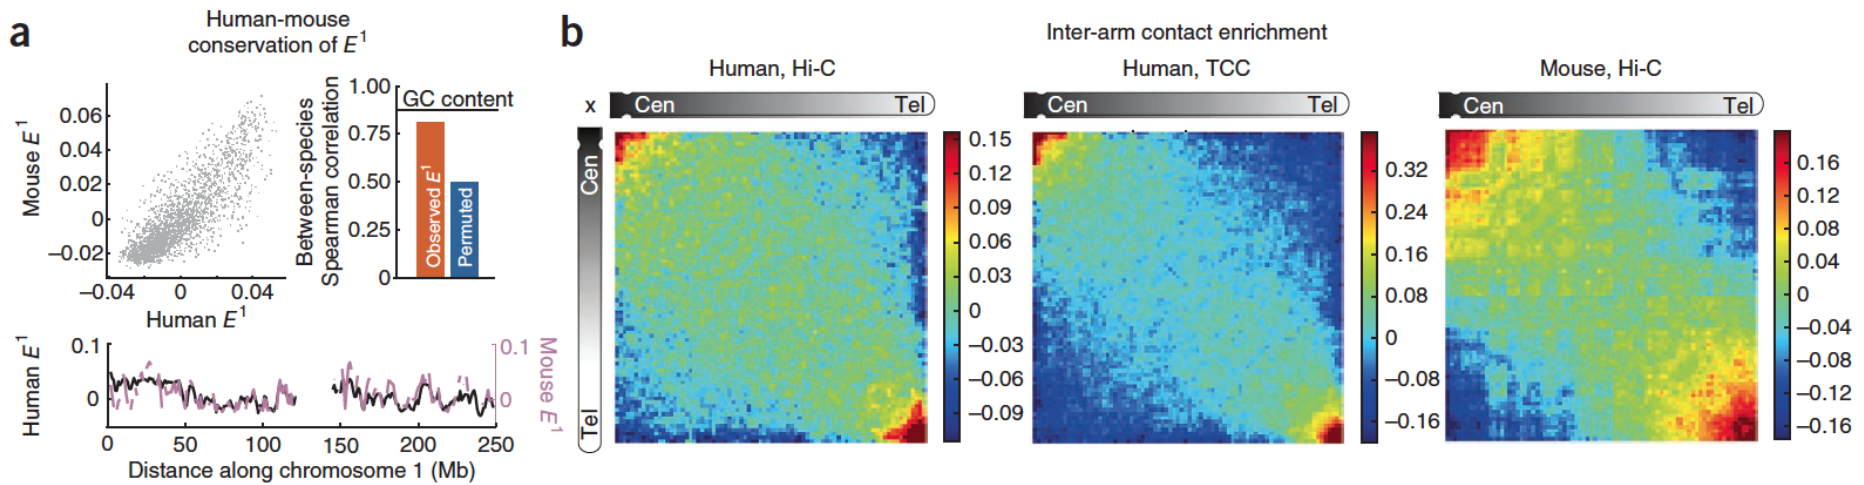 a
Human-mouse
conservation of E¹
Mouse E¹
0.06
0.04
0.02
0
−0.02
−0.04 0 0.04
Human E¹
Between-species
Spearman correlation
1.00
0.75
0.50
0.25
0
GC content
Observed E¹
Permuted
Human E¹
0.1
0
0.1
0
Mouse E¹
0 50 100 150 200 250
Distance along chromosome 1 (Mb)
b
Inter-arm contact enrichment
Human, Hi-C
x
Cen Tel
Cen
Tel
0.15
0.12
0.09
0.06
0.03
0
−0.03
−0.06
−0.09
Human, TCC
Cen Tel
0.32
0.24
0.16
0.08
0
−0.08
−0.16
Mouse, Hi-C
Cen Tel
0.16
0.12
0.08
0.04
0
−0.04
−0.08
−0.12
−0.16